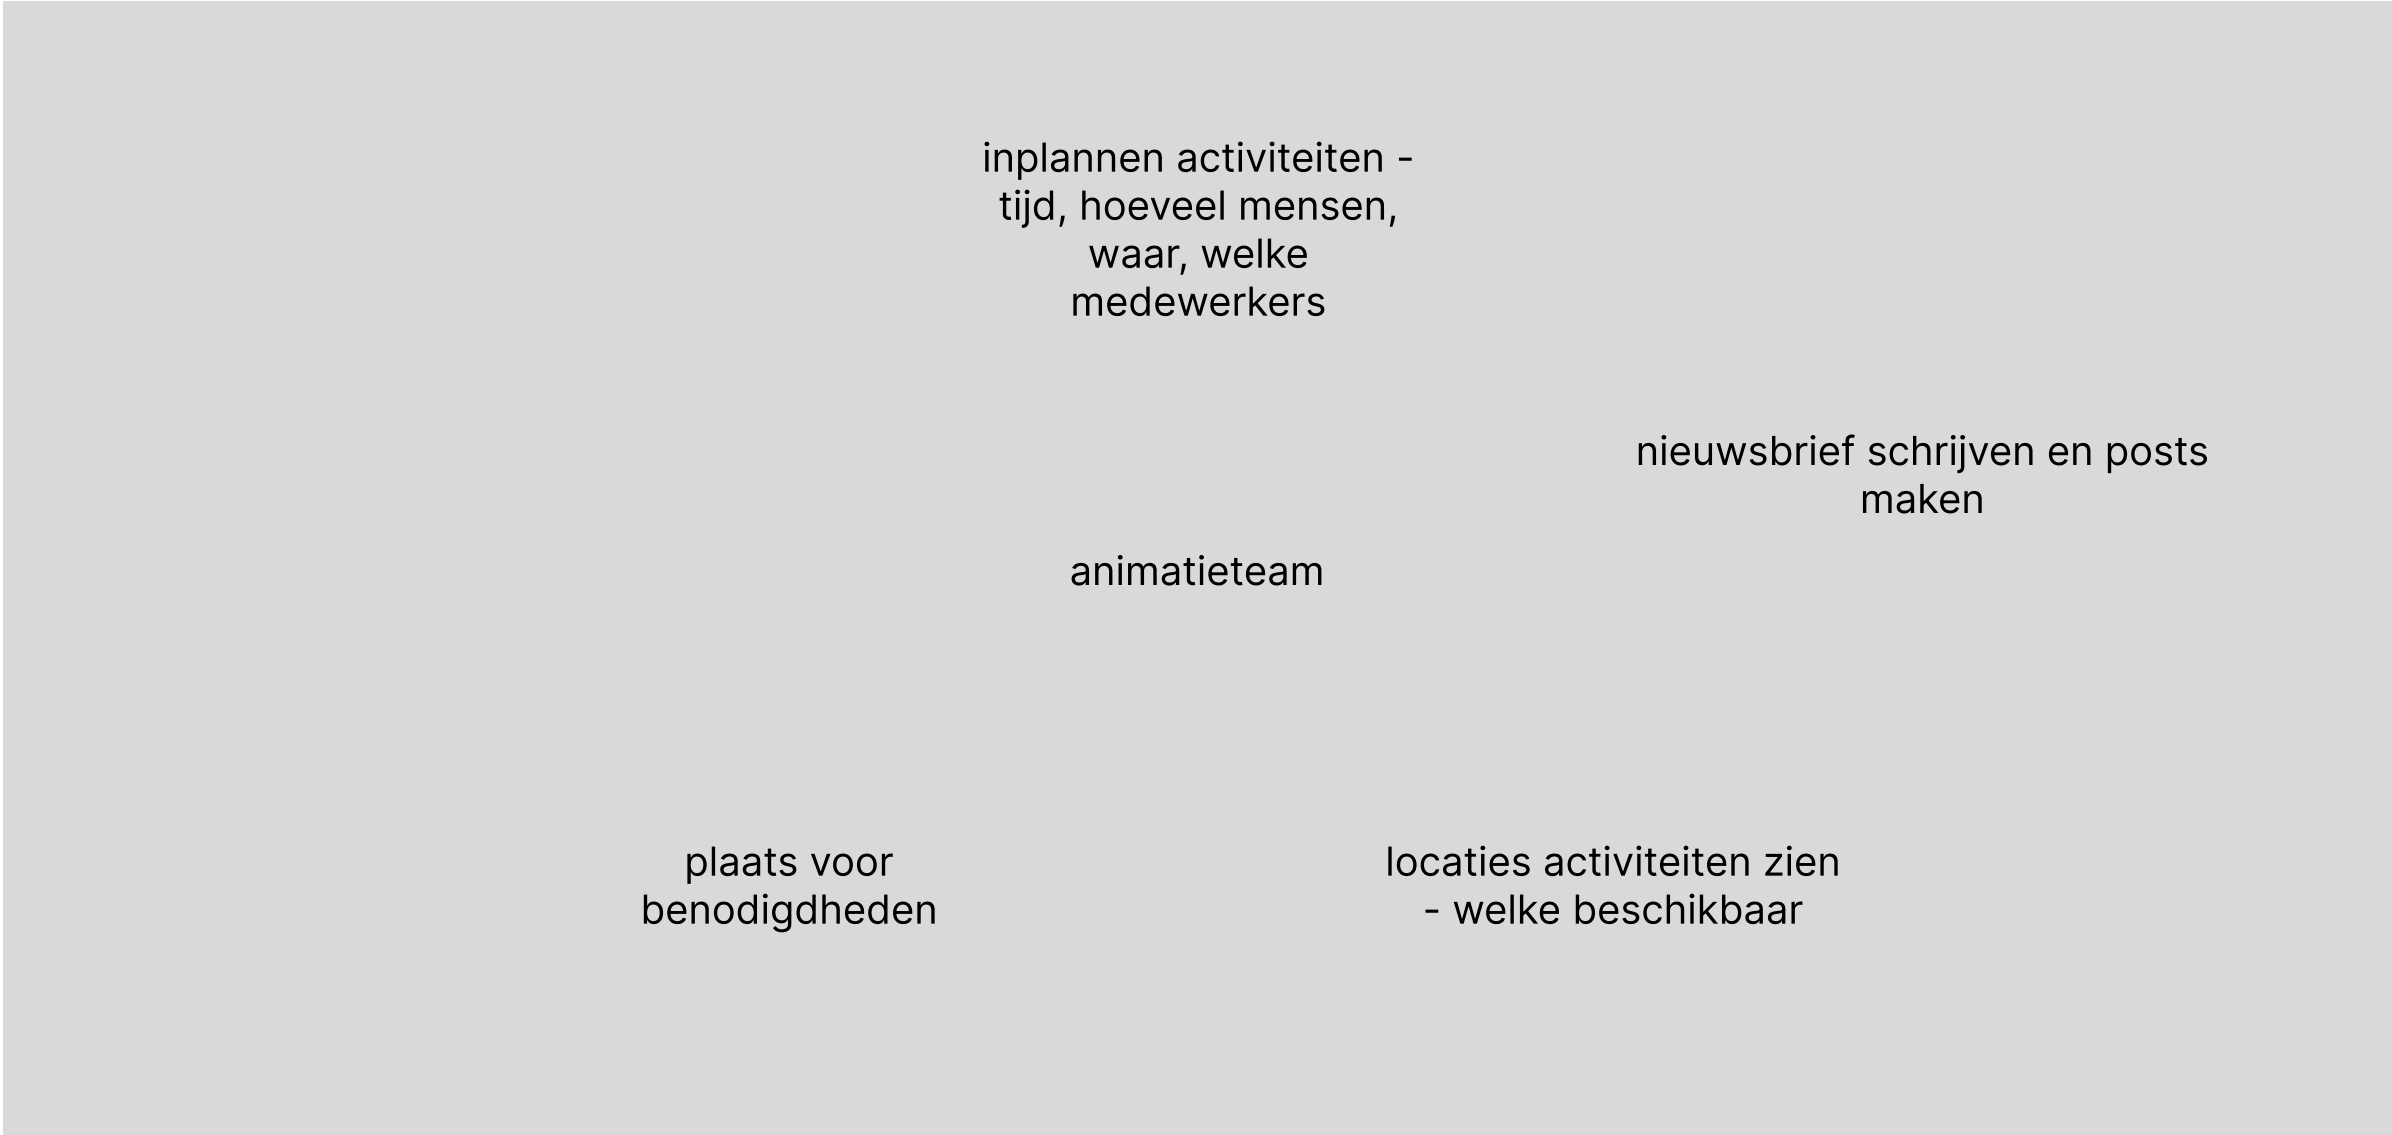 inplannen activiteiten -
tijd, hoeveel mensen,
waar, welke
medewerkers
nieuwsbrief schrijven en posts
maken
animatieteam
plaats voor
benodigdheden
locaties activiteiten zien
- welke beschikbaar